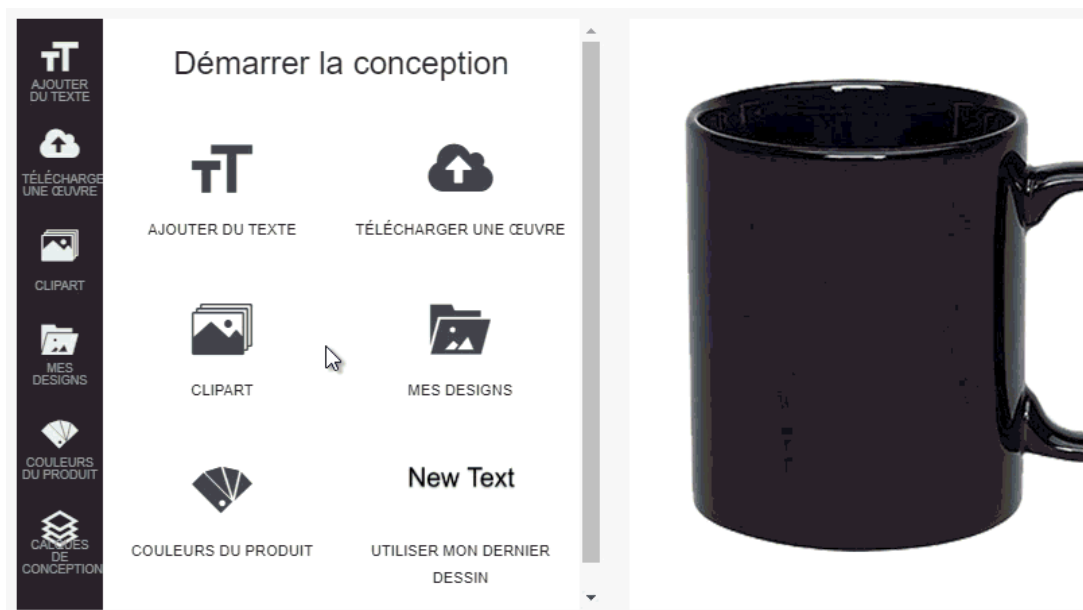 AJOUTER
DU TEXTE
TÉLÉCHARGE
UNE ŒUVRE
CLIPART
MES
DESIGNS
COULEURS
DU PRODUIT
CALQUES
DE
CONCEPTION
Démarrer la conception
AJOUTER DU TEXTE
TÉLÉCHARGER UNE ŒUVRE
CLIPART
MES DESIGNS
COULEURS DU PRODUIT
New Text
UTILISER MON DERNIER
DESSIN